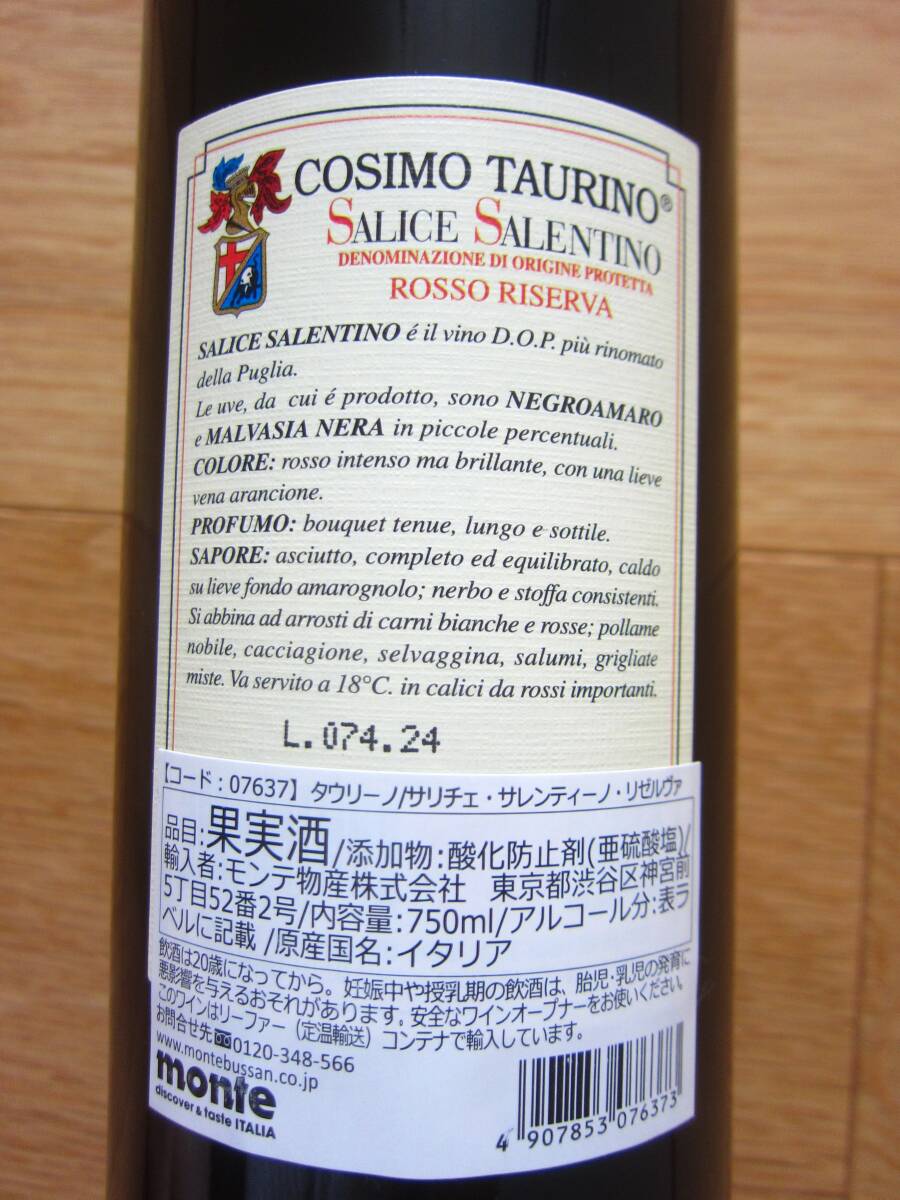 COSIMO TAURINO®
SALICE SALENTINO
DENOMINAZIONE DI ORIGINE PROTETTA
ROSSO RISERVA
SALICE SALENTINO é il vino D.O.P. più rinomato
della Puglia.
Le uve, da cui é prodotto, sono NEGROAMARO
e MALVASIA NERA in piccole percentuali.
COLORE: rosso intenso ma brillante, con una lieve
vena arancione.
PROFUMO: bouquet tenue, lungo e sottile.
SAPORE: asciutto, completo ed equilibrato, caldo
su lieve fondo amarognolo; nerbo e stoffa consistenti.
Si abbina ad arrosti di carni bianche e rosse; pollame
nobile, cacciagione, selvaggina, salumi, grigliate
miste. Va servito a 18°C. in calici da rossi importanti.
L.074.24
【コード:07637】タウリーノ/サリチェ・サレンティーノ・リゼルヴァ
品目:果実酒/添加物:酸化防止剤(亜硫酸塩)/
輸入者:モンテ物産株式会社 東京都渋谷区神宮前
5丁目52番2号/内容量:750ml/アルコール分:表ラ
ベルに記載/原産国名:イタリア
飲酒は20歳になってから。妊娠中や授乳期の飲酒は、胎児・乳児の発育に
悪影響を与えるおそれがあります。安全なワインオープナーをお使いください。
このワインはリーファー(定温輸送)コンテナで輸入しています。
お問合せ先 0120-348-566
www.montebussan.co.jp
monte
discover & taste ITALIA
4 907853 076373